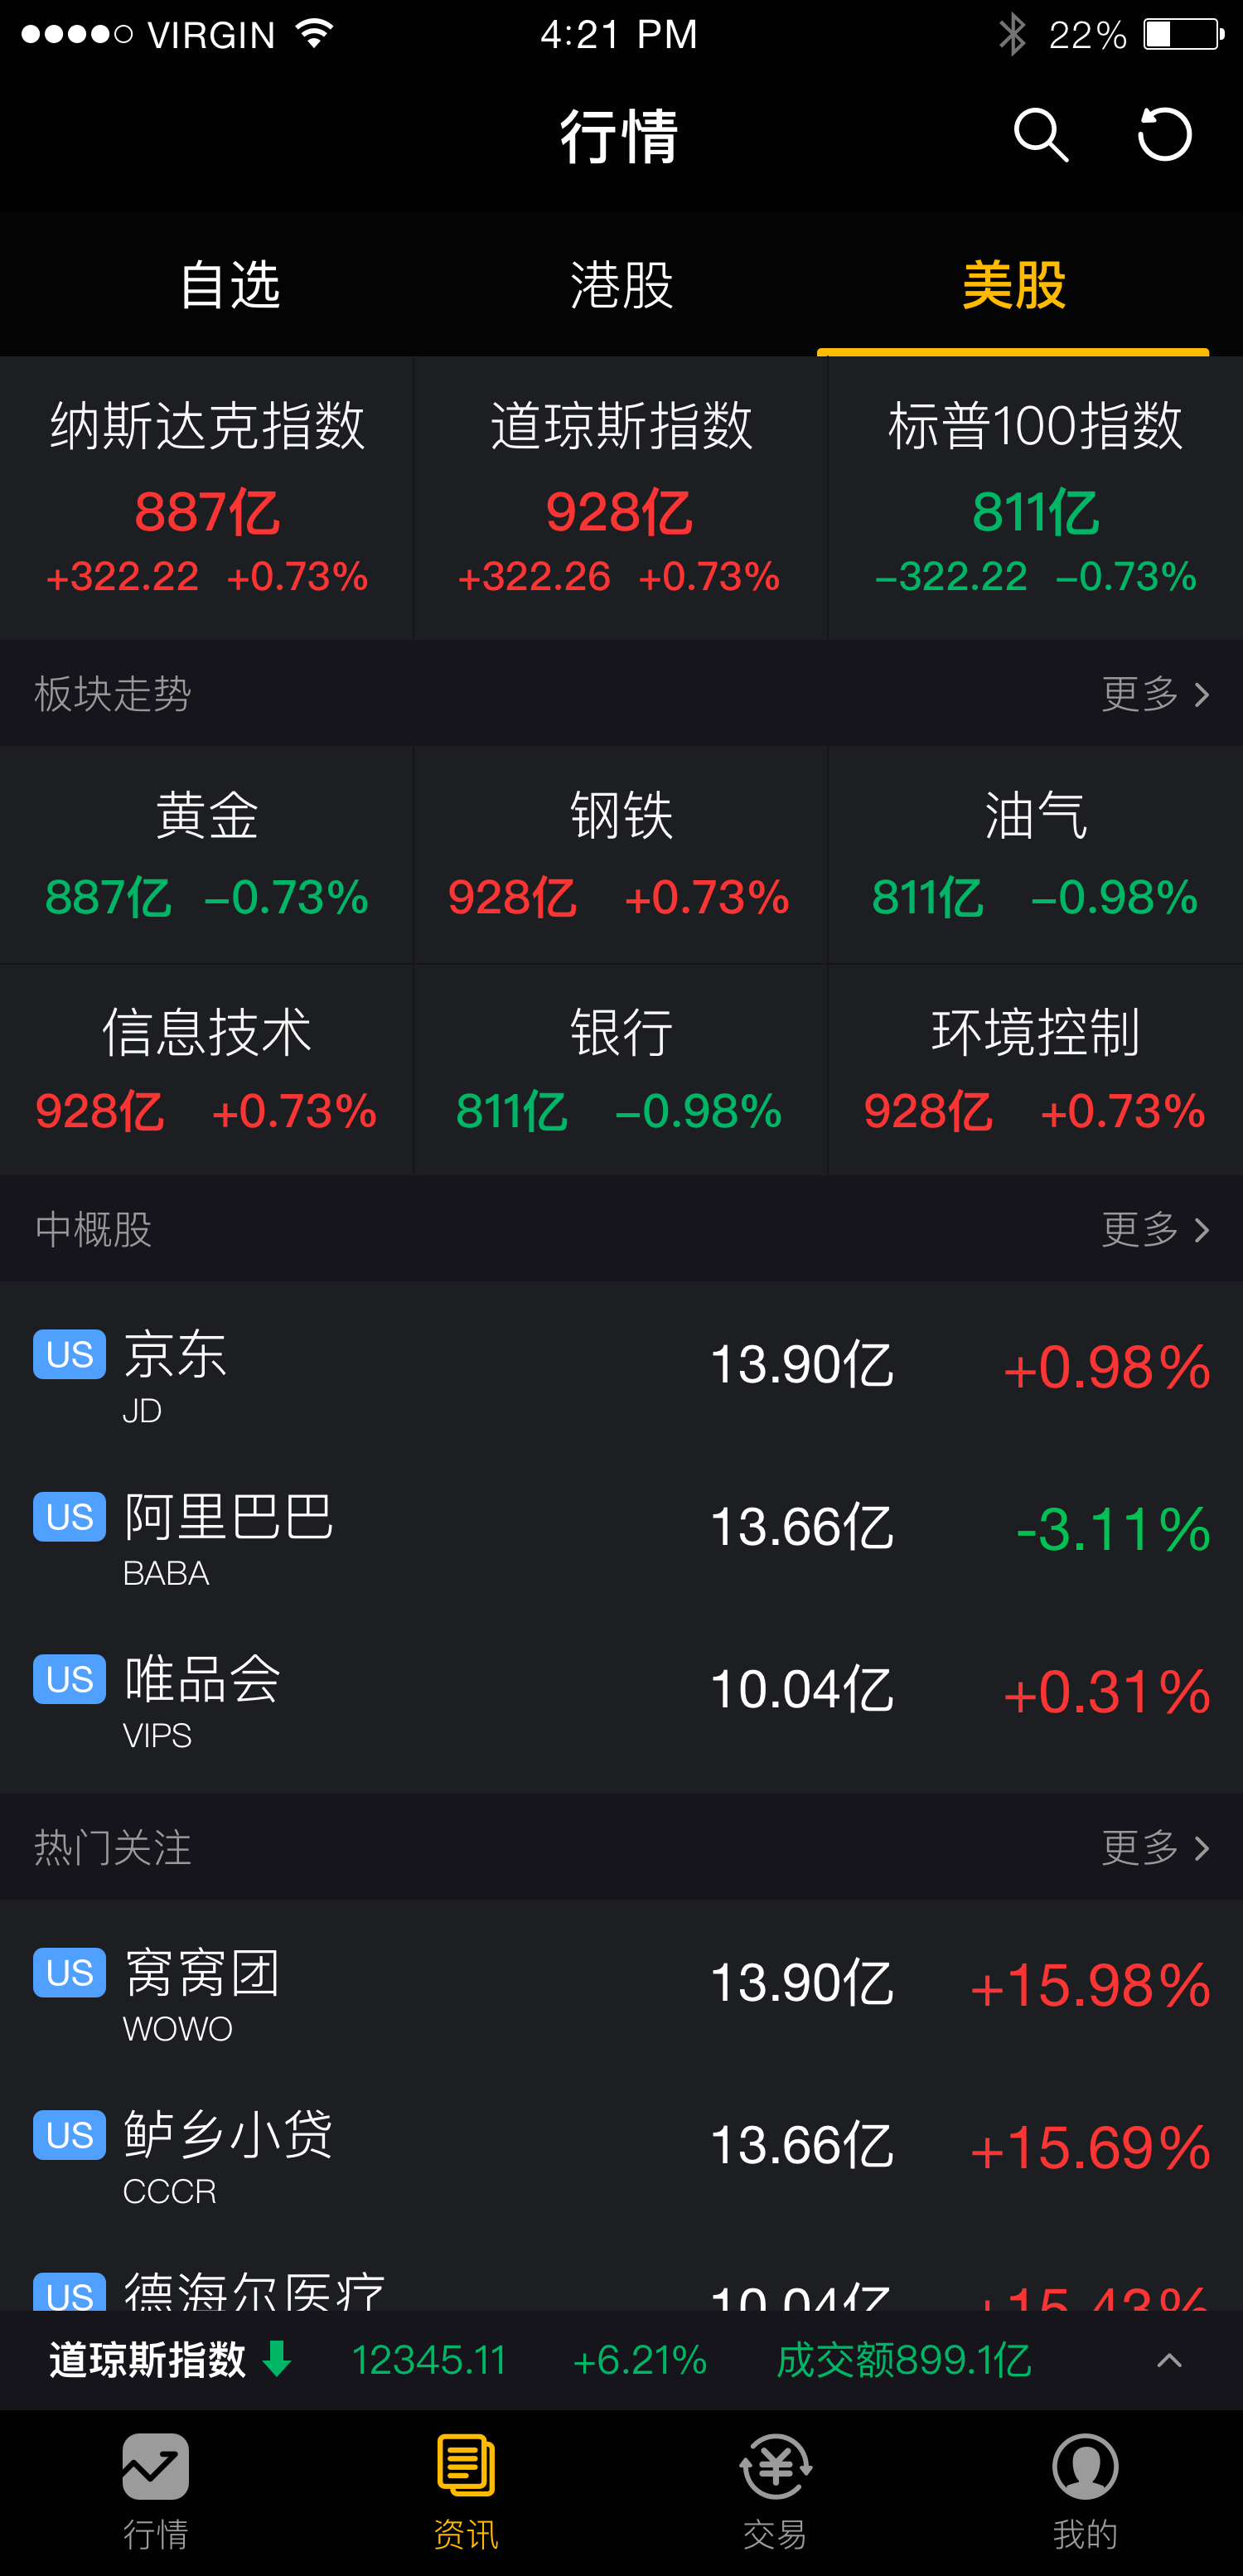 VIRGIN 4:21 PM 22%
行情
自选 港股 美股
纳斯达克指数 道琼斯指数 标普100指数
887亿 928亿 811亿
+322.22 +0.73% +322.26 +0.73% –322.22 –0.73%
板块走势 更多
黄金 钢铁 油气
887亿 –0.73% 928亿 +0.73% 811亿 –0.98%
信息技术 银行 环境控制
928亿 +0.73% 811亿 –0.98% 928亿 +0.73%
中概股 更多
US 京东 13.90亿 +0.98%
JD
US 阿里巴巴 13.66亿 -3.11%
BABA
US 唯品会 10.04亿 +0.31%
VIPS
热门关注 更多
US 窝窝团 13.90亿 +15.98%
WOWO
US 鲈乡小贷 13.66亿 +15.69%
CCCR
US 德海尔医疗 10.04亿 +15.43%
道琼斯指数 12345.11 +6.21% 成交额899.1亿
行情 资讯 交易 我的